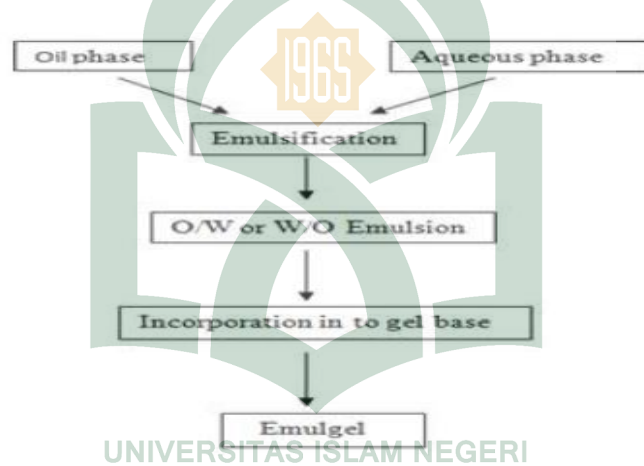 1965
Oil phase
Aqueous phase
Emulsification
O/W or W/O Emulsion
Incorporation in to gel base
Emulgel
UNIVERSITAS ISLAM NEGERI